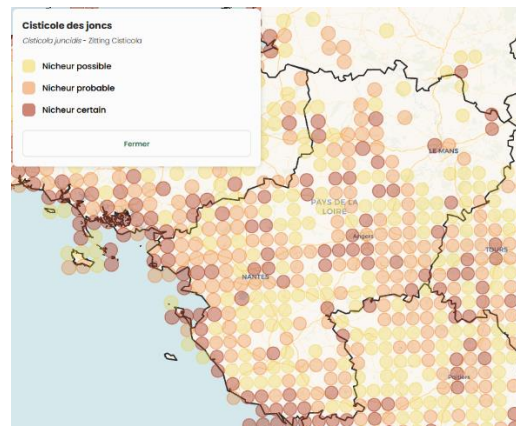 Cisticole des joncs
Cisticola juncidis - Zitting Cisticola
Nicheur possible
Nicheur probable
Nicheur certain
Fermer
LE MANS
PAYS DE LA
LOIRE
Angers
TOURS
NANTES
Poitiers